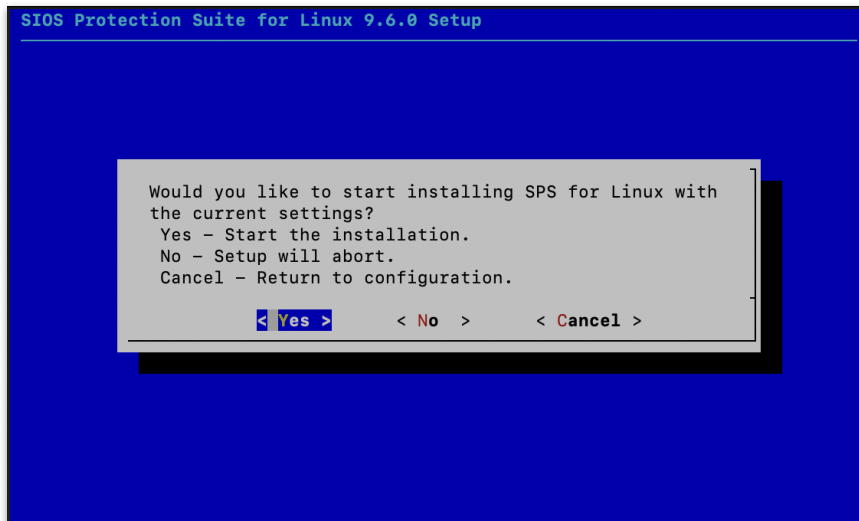 SIOS Protection Suite for Linux 9.6.0 Setup
Would you like to start installing SPS for Linux with
the current settings?
Yes – Start the installation.
No – Setup will abort.
Cancel – Return to configuration.
< Yes > < No > < Cancel >